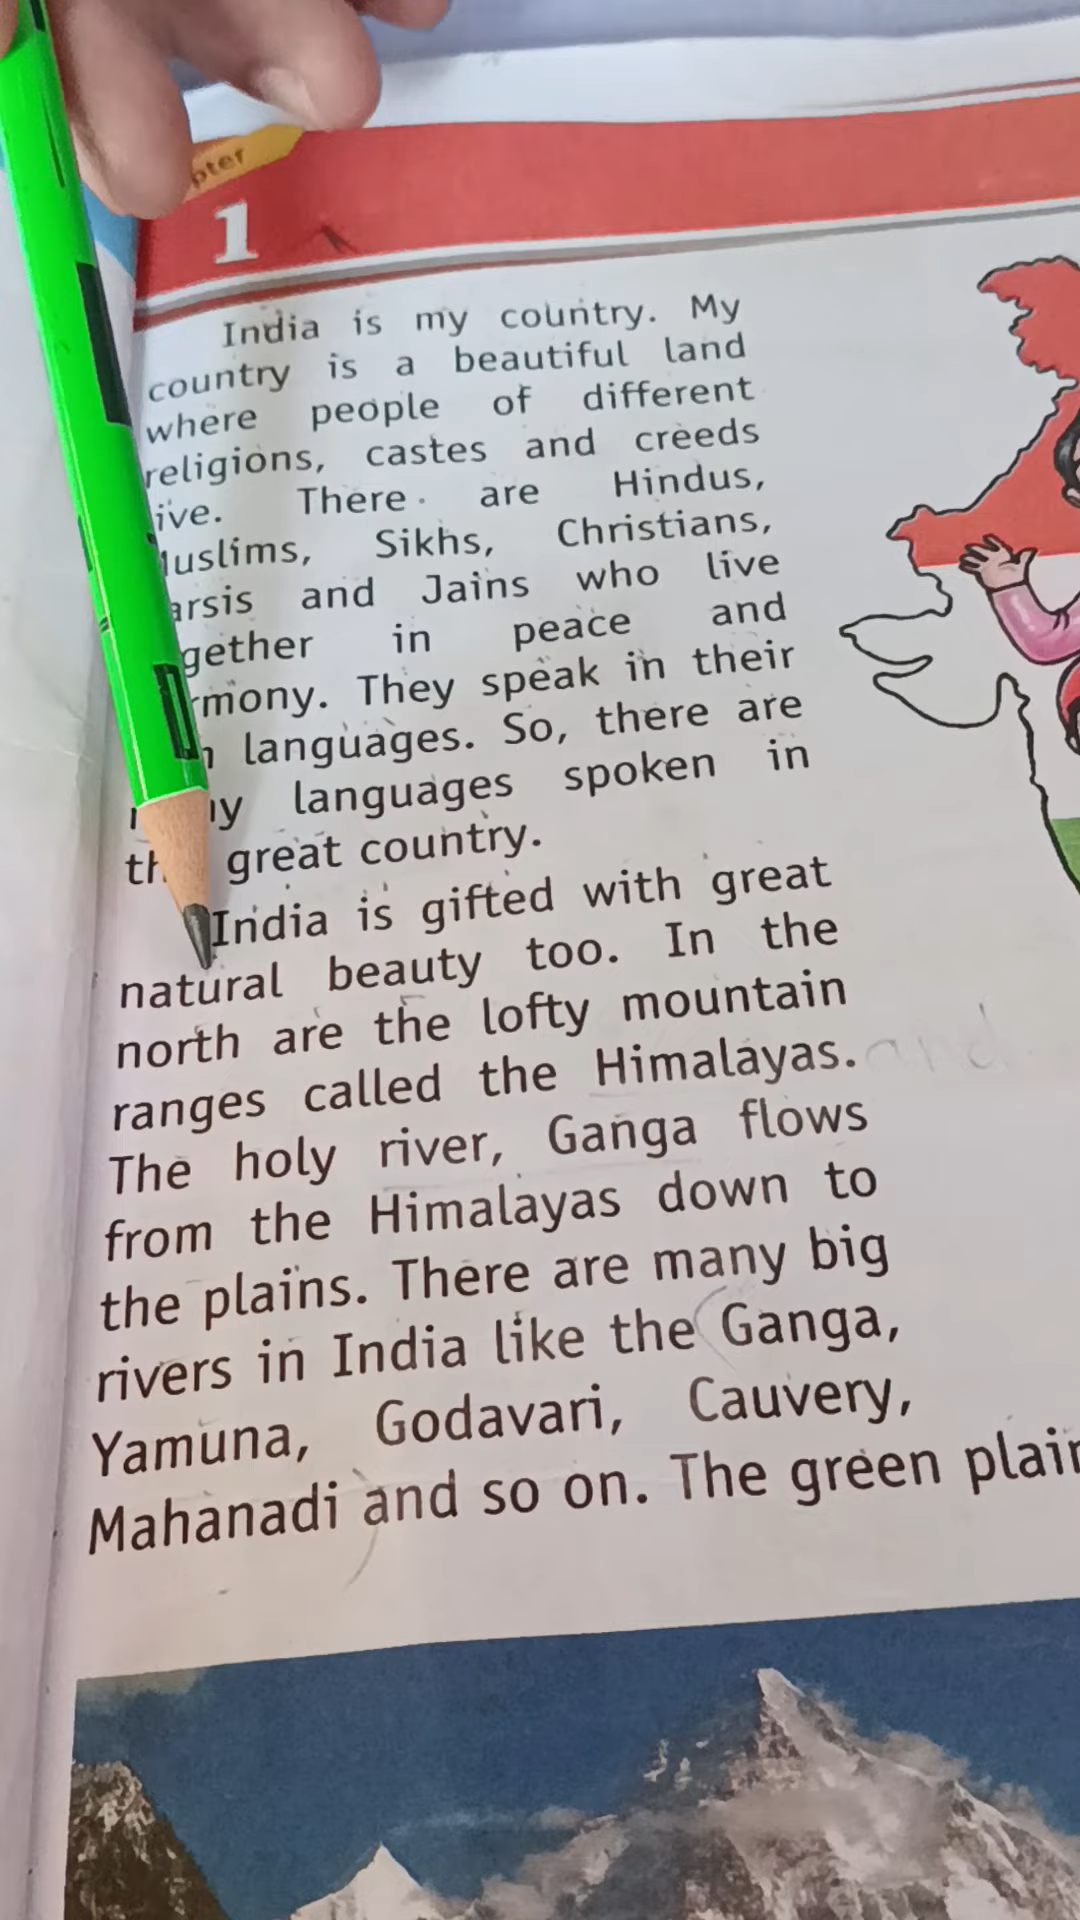 pter
1
India is my country. My
country is a beautiful land
where people of different
religions, castes and creeds
ive. There are Hindus,
uslims, Sikhs, Christians,
arsis and Jains who live
gether in peace and
rmony. They speak in their
languages. So, there are
languages spoken in
great country.
India is gifted with great
natural beauty too. In the
north are the lofty mountain
ranges called the Himalayas.
and
The holy river, Ganga flows
from the Himalayas down to
the plains. There are many big
rivers in India like the Ganga,
Yamuna, Godavari, Cauvery,
Mahanadi and so on. The green plain